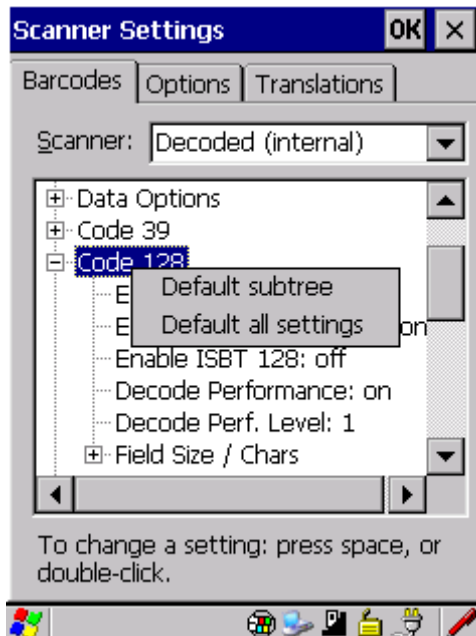 Scanner Settings OK
Barcodes Options Translations
Scanner: Decoded (internal)
Data Options
Code 39
Code 128
Default subtree
Default all settings
on
Enable ISBT 128: off
Decode Performance: on
Decode Perf. Level: 1
Field Size / Chars
To change a setting: press space, or
double-click.